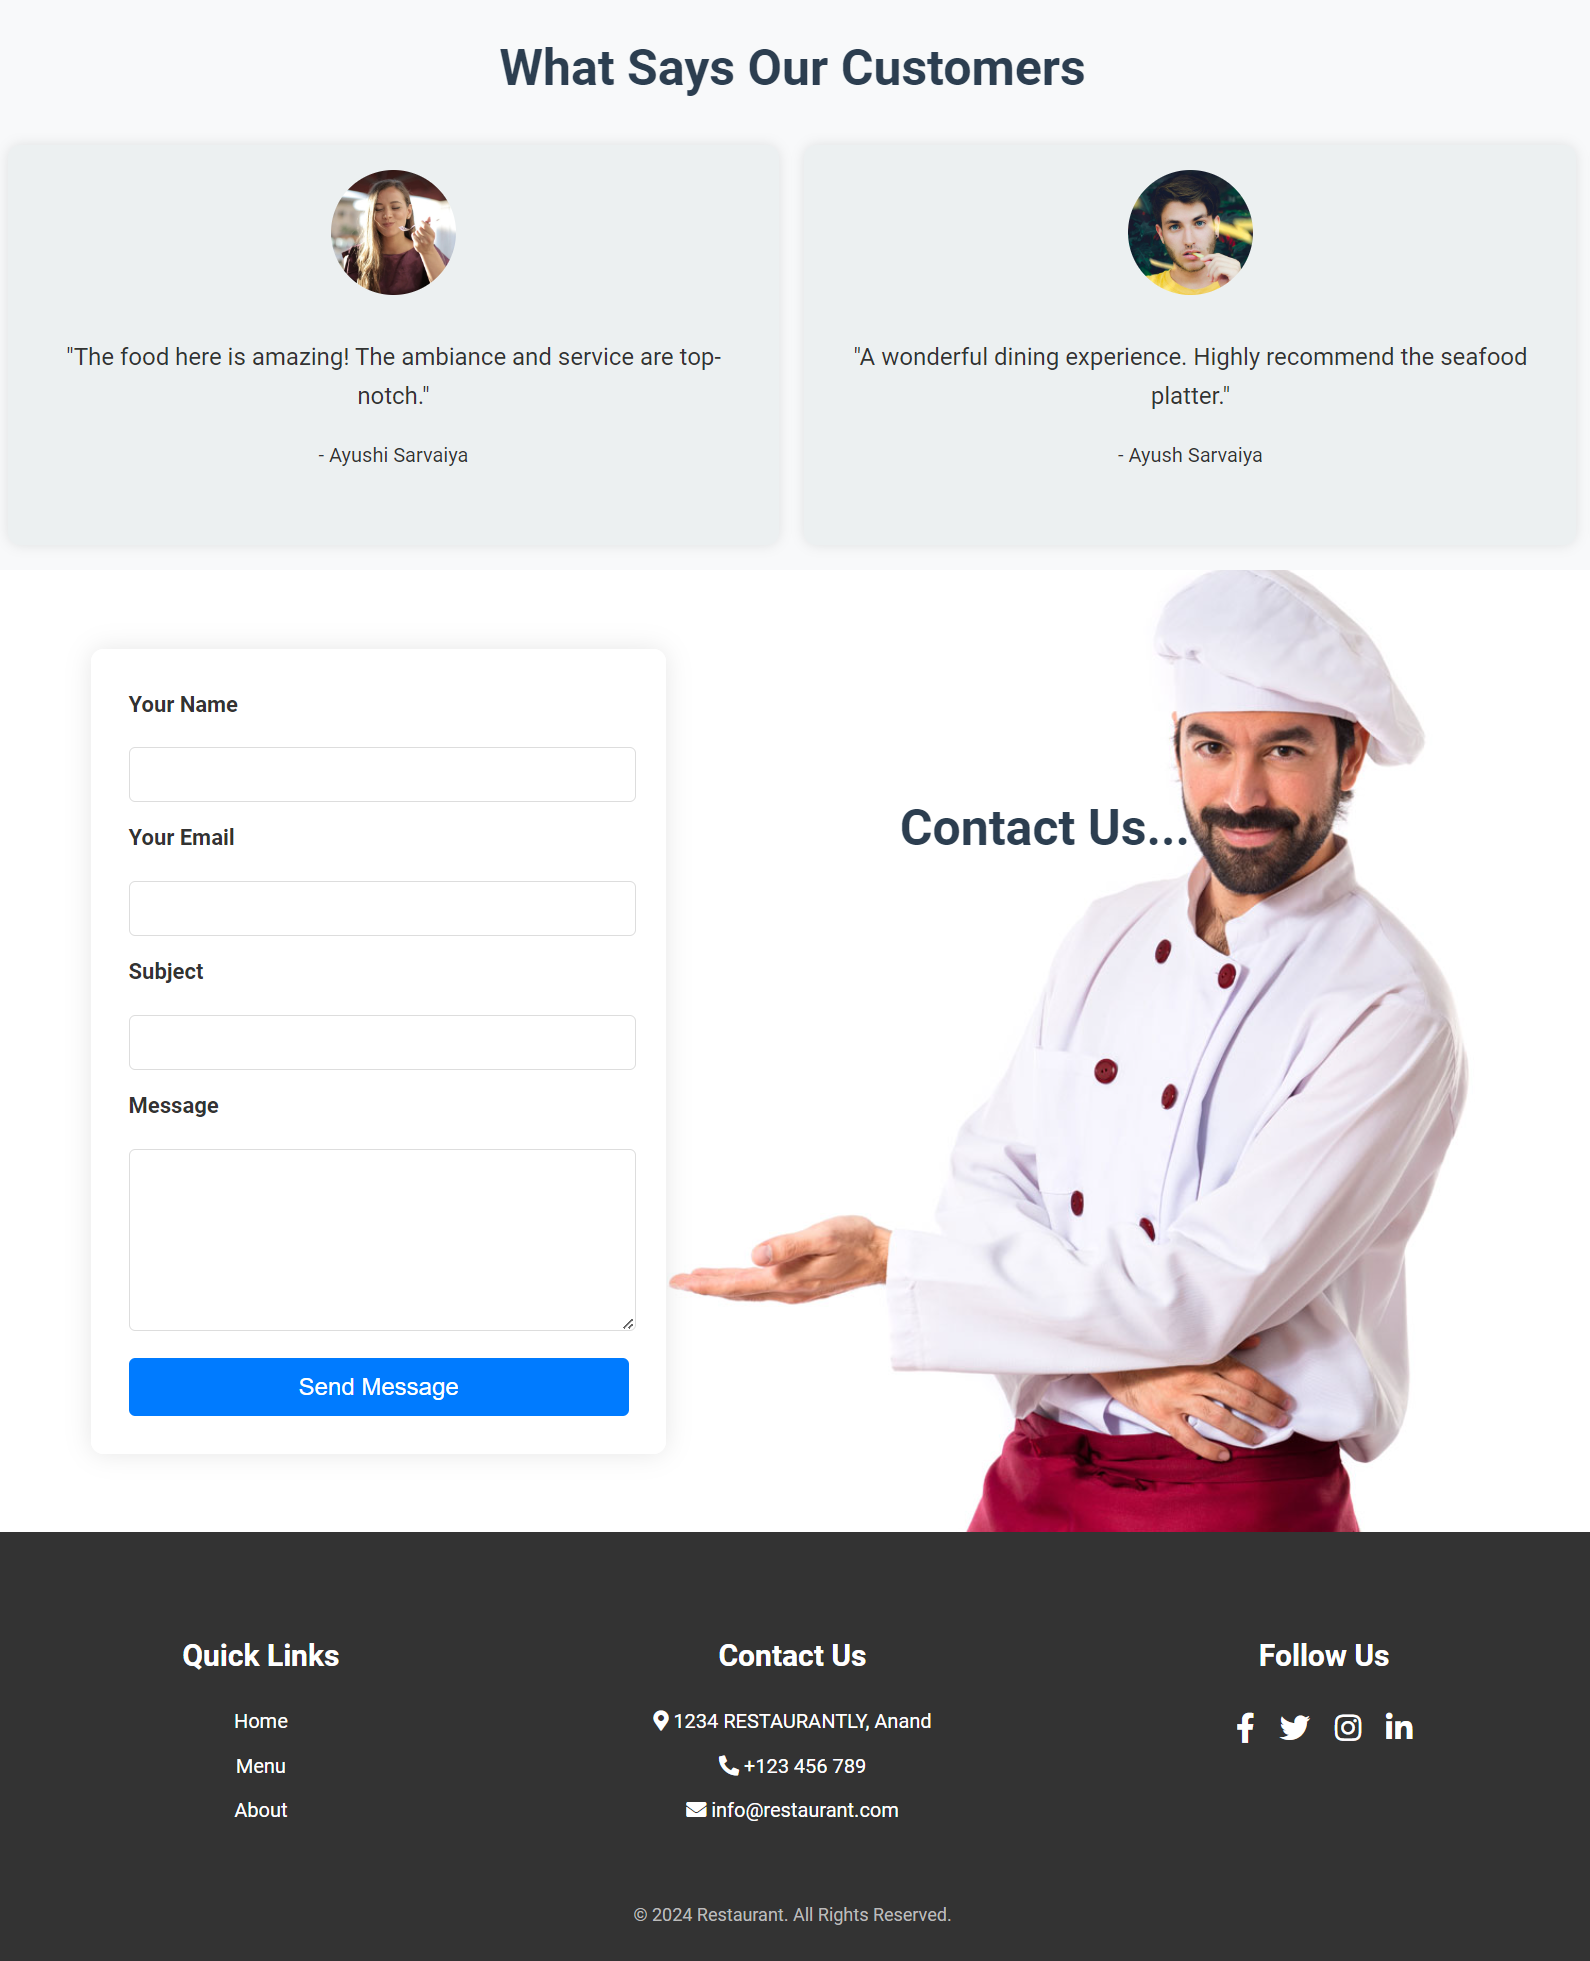 What Says Our Customers
"The food here is amazing! The ambiance and service are top-
notch."
- Ayushi Sarvaiya
"A wonderful dining experience. Highly recommend the seafood
platter."
- Ayush Sarvaiya
Your Name
Your Email
Subject
Message
Send Message
Contact Us...
Quick Links
Home
Menu
About
Contact Us
1234 RESTAURANTLY, Anand
+123 456 789
info@restaurant.com
Follow Us
© 2024 Restaurant. All Rights Reserved.